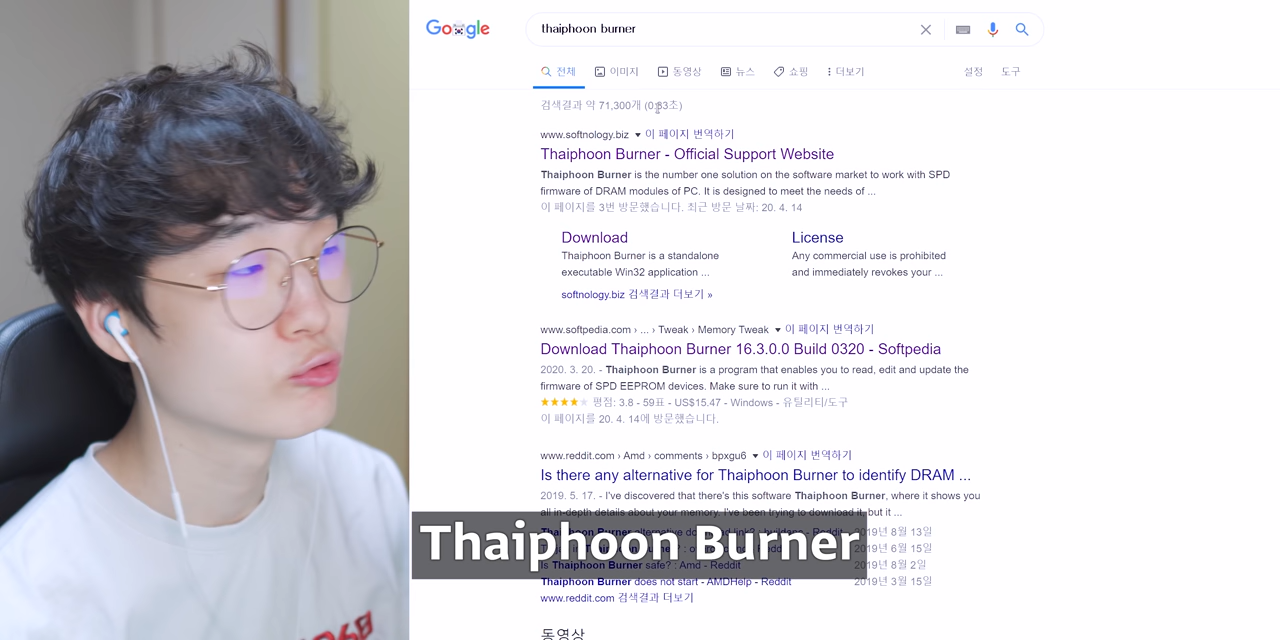 Google
thaiphoon burner
전체 이미지 동영상 뉴스 쇼핑 더보기 설정 도구
검색결과 약 71,300개 (0.83초)
www.softnology.biz ▼ 이 페이지 번역하기
Thaiphoon Burner - Official Support Website
Thaiphoon Burner is the number one solution on the software market to work with SPD
firmware of DRAM modules of PC. It is designed to meet the needs of ...
이 페이지를 3번 방문했습니다. 최근 방문 날짜: 20. 4. 14
Download
Thaiphoon Burner is a standalone
executable Win32 application ...
License
Any commercial use is prohibited
and immediately revokes your ...
softnology.biz 검색결과 더보기 »
www.softpedia.com › ... › Tweak › Memory Tweak ▼ 이 페이지 번역하기
Download Thaiphoon Burner 16.3.0.0 Build 0320 - Softpedia
2020. 3. 20. - Thaiphoon Burner is a program that enables you to read, edit and update the
firmware of SPD EEPROM devices. Make sure to run it with ...
★★★★★ 평점: 3.8 - 59표 - US$15.47 - Windows - 유틸리티/도구
이 페이지를 20. 4. 14에 방문했습니다.
www.reddit.com › Amd › comments › bpxgu6 ▼ 이 페이지 번역하기
Is there any alternative for Thaiphoon Burner to identify DRAM ...
2019. 5. 17. - I've discovered that there's this software Thaiphoon Burner, where it shows you
all in-depth details about your memory. I've been trying to download it, but it ...
Thaiphoon Burner
2019년 8월 13일
2019년 6월 15일
Is Thaiphoon Burner safe? : Amd - Reddit 2019년 8월 2일
Thaiphoon Burner does not start - AMDHelp - Reddit 2019년 3월 15일
www.reddit.com 검색결과 더보기
동영상